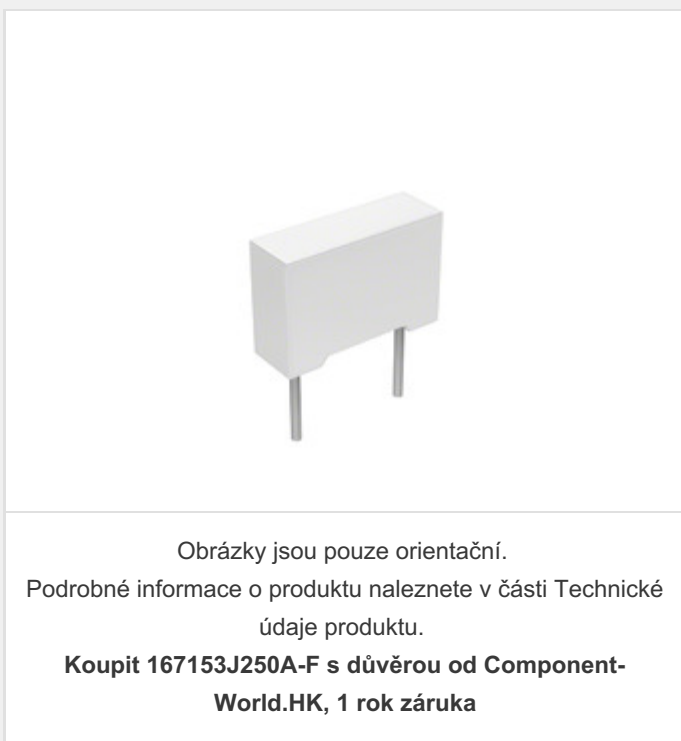 Obrázky jsou pouze orientační.
Podrobné informace o produktu naleznete v části Technické
údaje produktu.
Koupit 167153J250A-F s důvěrou od Component-
World.HK, 1 rok záruka